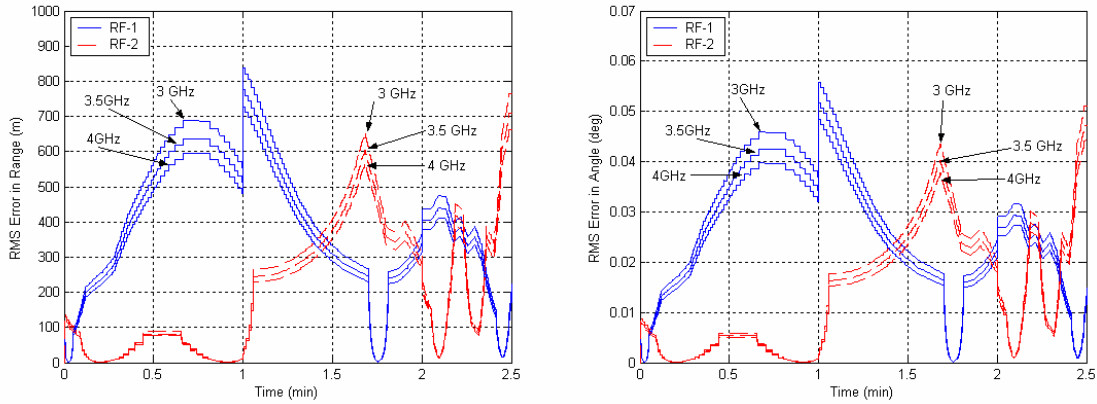 1000
900
800
700
600
500
400
300
200
100
0
RMS Error in Range (m)
RF-1
RF-2
3 GHz
3.5GHz
4GHz
3 GHz
3.5 GHz
4 GHz
0 0.5 1 1.5 2 2.5
Time (min)
0.07
0.06
0.05
0.04
0.03
0.02
0.01
0
RMS Error in Angle (deg)
RF-1
RF-2
3GHz
3.5GHz
4GHz
3 GHz
3.5GHz
4GHz
0 0.5 1 1.5 2 2.5
Time (min)